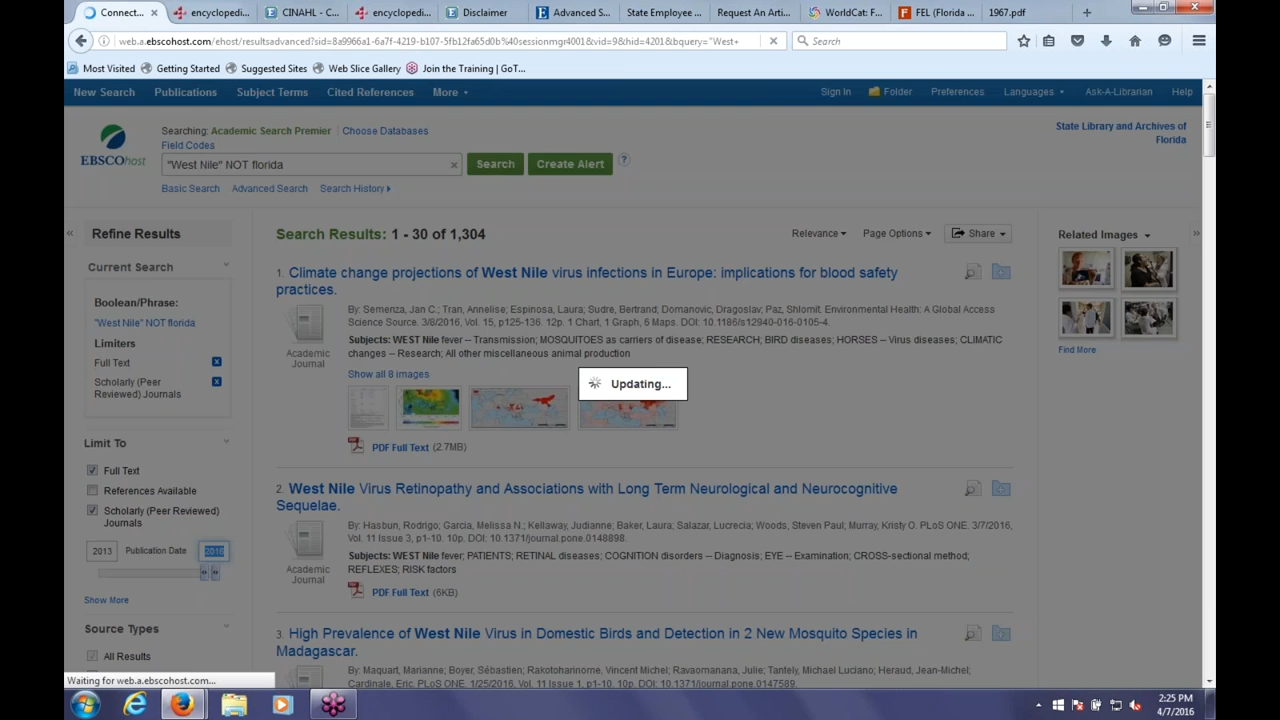 Connect...
encyclopedi...
CINAHL - C...
encyclopedi...
Disclaimer
Advanced S...
State Employee ...
Request An Arti...
WorldCat: F...
FEL (Florida ...
1967.pdf
web.a.ebscohost.com/ehost/resultsadvanced?sid=8a9966a1-6a7f-4219-b107-5fb12fa65d0b%40sessionmgr4001&vid=9&hid=4201&bquery="West+
Search
Most Visited
Getting Started
Suggested Sites
Web Slice Gallery
Join the Training | GoT...
New Search
Publications
Subject Terms
Cited References
More
Sign In
Folder
Preferences
Languages
Ask-A-Librarian
Help
EBSCOhost
Searching: Academic Search Premier | Choose Databases
Field Codes
"West Nile" NOT florida
Search
Create Alert
?
Basic Search
Advanced Search
Search History
State Library and Archives of
Florida
Refine Results
Current Search
Boolean/Phrase:
"West Nile" NOT florida
Limiters
Full Text
Scholarly (Peer
Reviewed) Journals
Limit To
Full Text
References Available
Scholarly (Peer Reviewed)
Journals
2013
Publication Date
2016
Show More
Source Types
All Results
Search Results: 1 - 30 of 1,304
Relevance
Page Options
Share
1. Climate change projections of West Nile virus infections in Europe: implications for blood safety
practices.
By: Semenza, Jan C.; Tran, Annelise; Espinosa, Laura; Sudre, Bertrand; Domanovic, Dragoslav; Paz, Shlomit. Environmental Health: A Global Access
Science Source. 3/8/2016, Vol. 15, p125-136. 12p. 1 Chart, 1 Graph, 6 Maps. DOI: 10.1186/s12940-016-0105-4.
Subjects: WEST Nile fever -- Transmission; MOSQUITOES as carriers of disease; RESEARCH; BIRD diseases; HORSES -- Virus diseases; CLIMATIC
changes -- Research; All other miscellaneous animal production
Academic
Journal
Show all 8 images
Updating...
PDF Full Text (2.7MB)
2. West Nile Virus Retinopathy and Associations with Long Term Neurological and Neurocognitive
Sequelae.
By: Hasbun, Rodrigo; Garcia, Melissa N.; Kellaway, Judianne; Baker, Laura; Salazar, Lucrecia; Woods, Steven Paul; Murray, Kristy O. PLoS ONE. 3/7/2016,
Vol. 11 Issue 3, p1-10. 10p. DOI: 10.1371/journal.pone.0148898.
Subjects: WEST Nile fever; PATIENTS; RETINAL diseases; COGNITION disorders -- Diagnosis; EYE -- Examination; CROSS-sectional method;
REFLEXES; RISK factors
Academic
Journal
PDF Full Text (6KB)
3. High Prevalence of West Nile Virus in Domestic Birds and Detection in 2 New Mosquito Species in
Madagascar.
By: Maquart, Marianne; Boyer, Sébastien; Rakotoharinome, Vincent Michel; Ravaomanana, Julie; Tantely, Michael Luciano; Heraud, Jean-Michel;
Cardinale, Eric. PLoS ONE. 1/25/2016, Vol. 11 Issue 1, p1-10. 10p. DOI: 10.1371/journal.pone.0147589.
Related Images
Find More
Waiting for web.a.ebscohost.com...
2:25 PM
4/7/2016